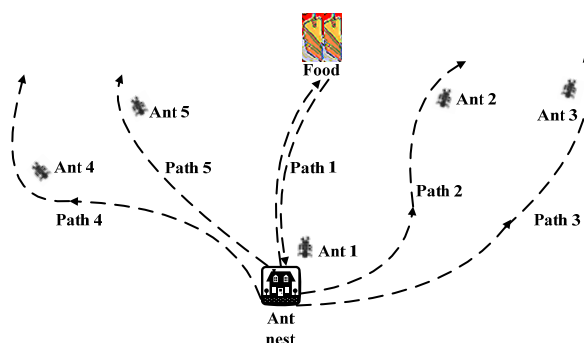 Food
Ant 5
Ant 2
Ant 3
Ant 4
Path 5
Path 1
Path 2
Path 4
Path 3
Ant 1
Ant
nest